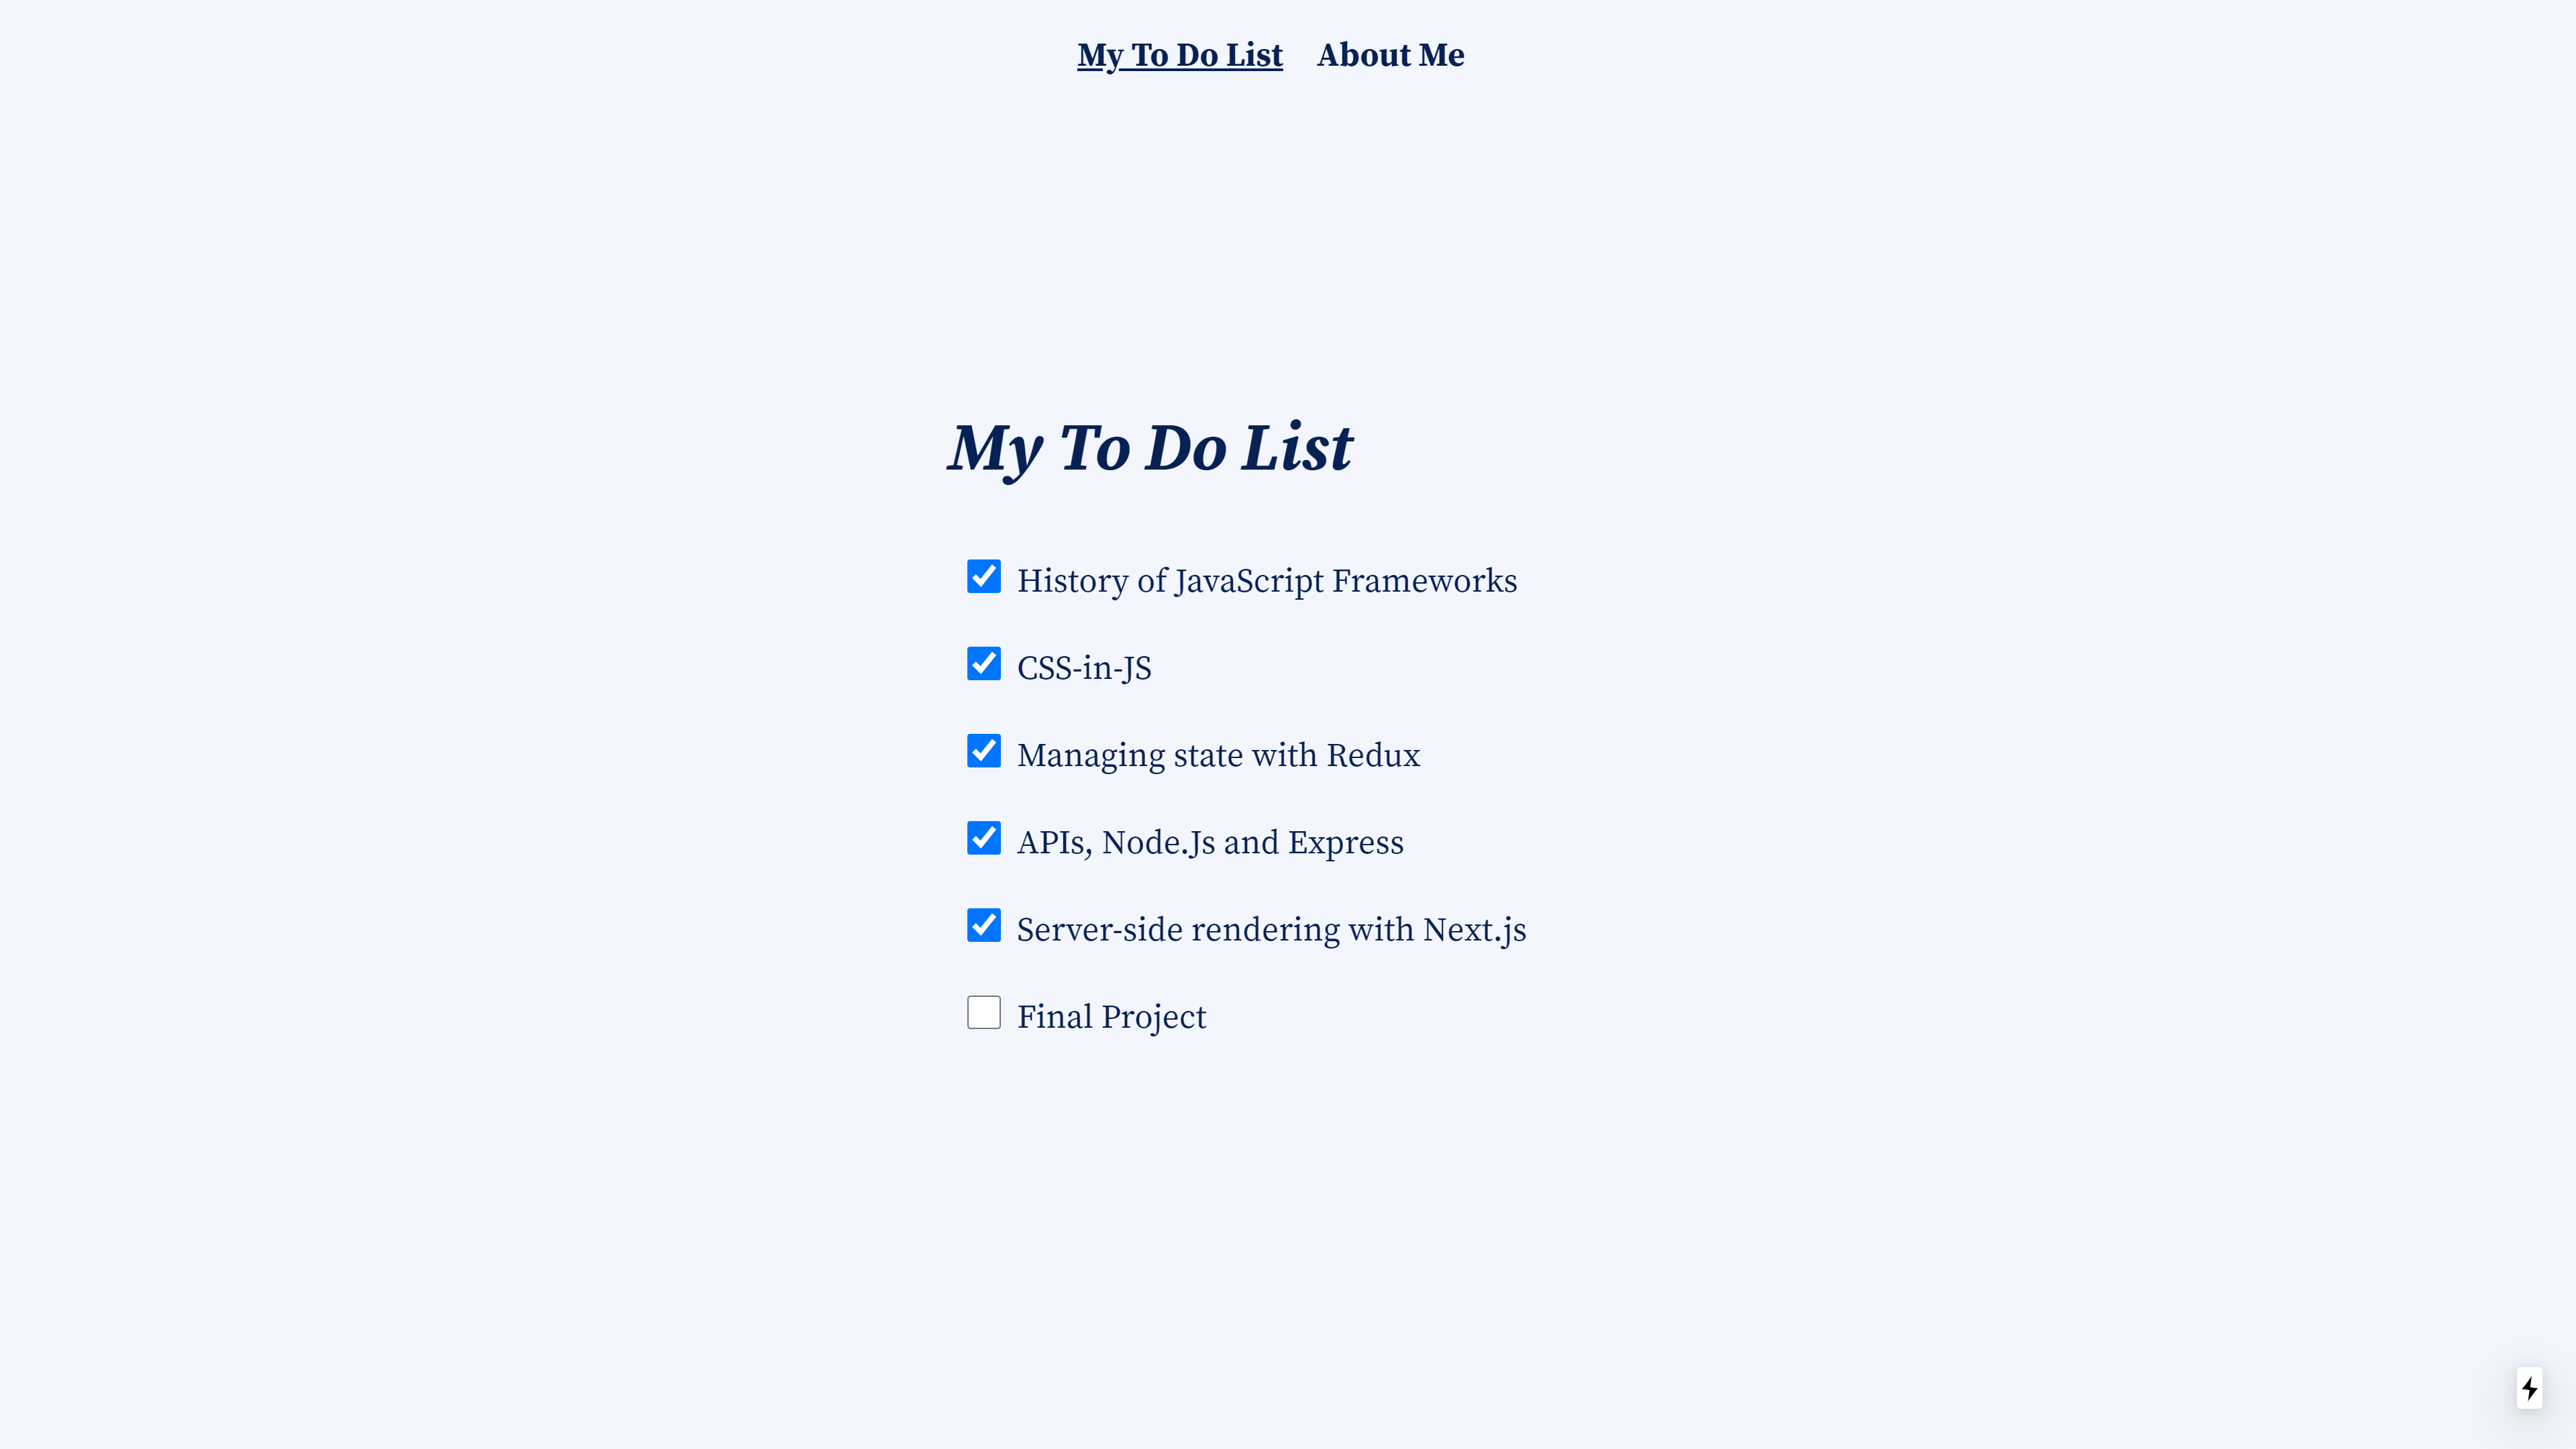 My To Do List About Me
My To Do List
History of JavaScript Frameworks
CSS-in-JS
Managing state with Redux
APIs, Node.Js and Express
Server-side rendering with Next.js
Final Project